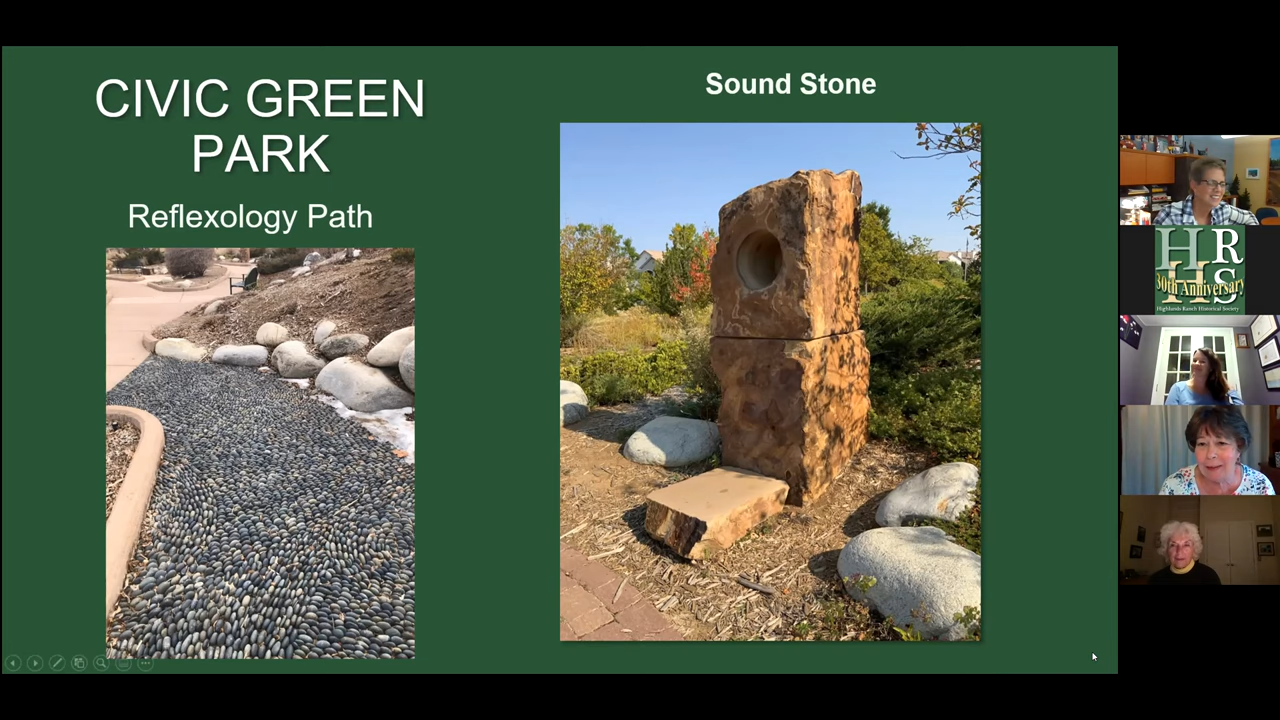 CIVIC GREEN
PARK
Reflexology Path
Sound Stone
H R
H S
30th Anniversary
Highlands Ranch Historical Society